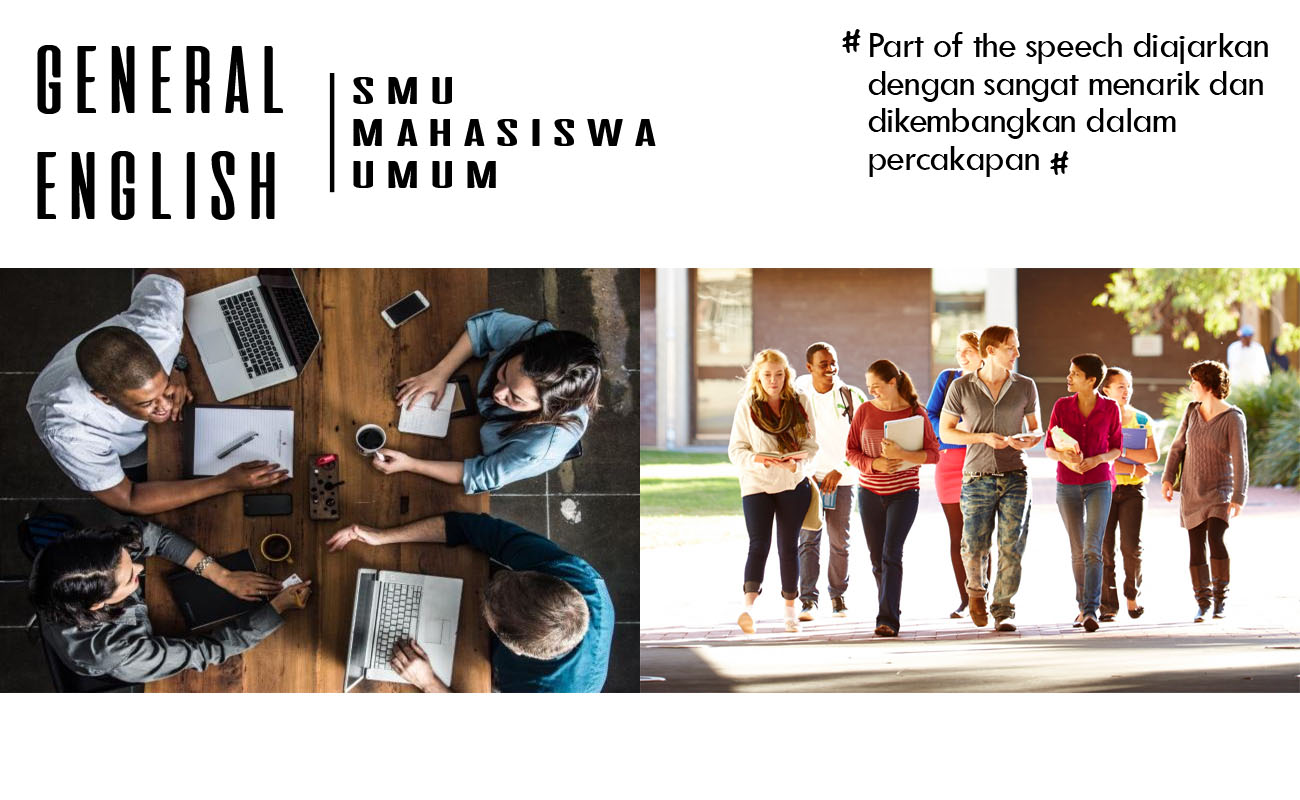 GENERAL
ENGLISH
SMU
MAHASISWA
UMUM
# Part of the speech diajarkan
dengan sangat menarik dan
dikembangkan dalam
percakapan #